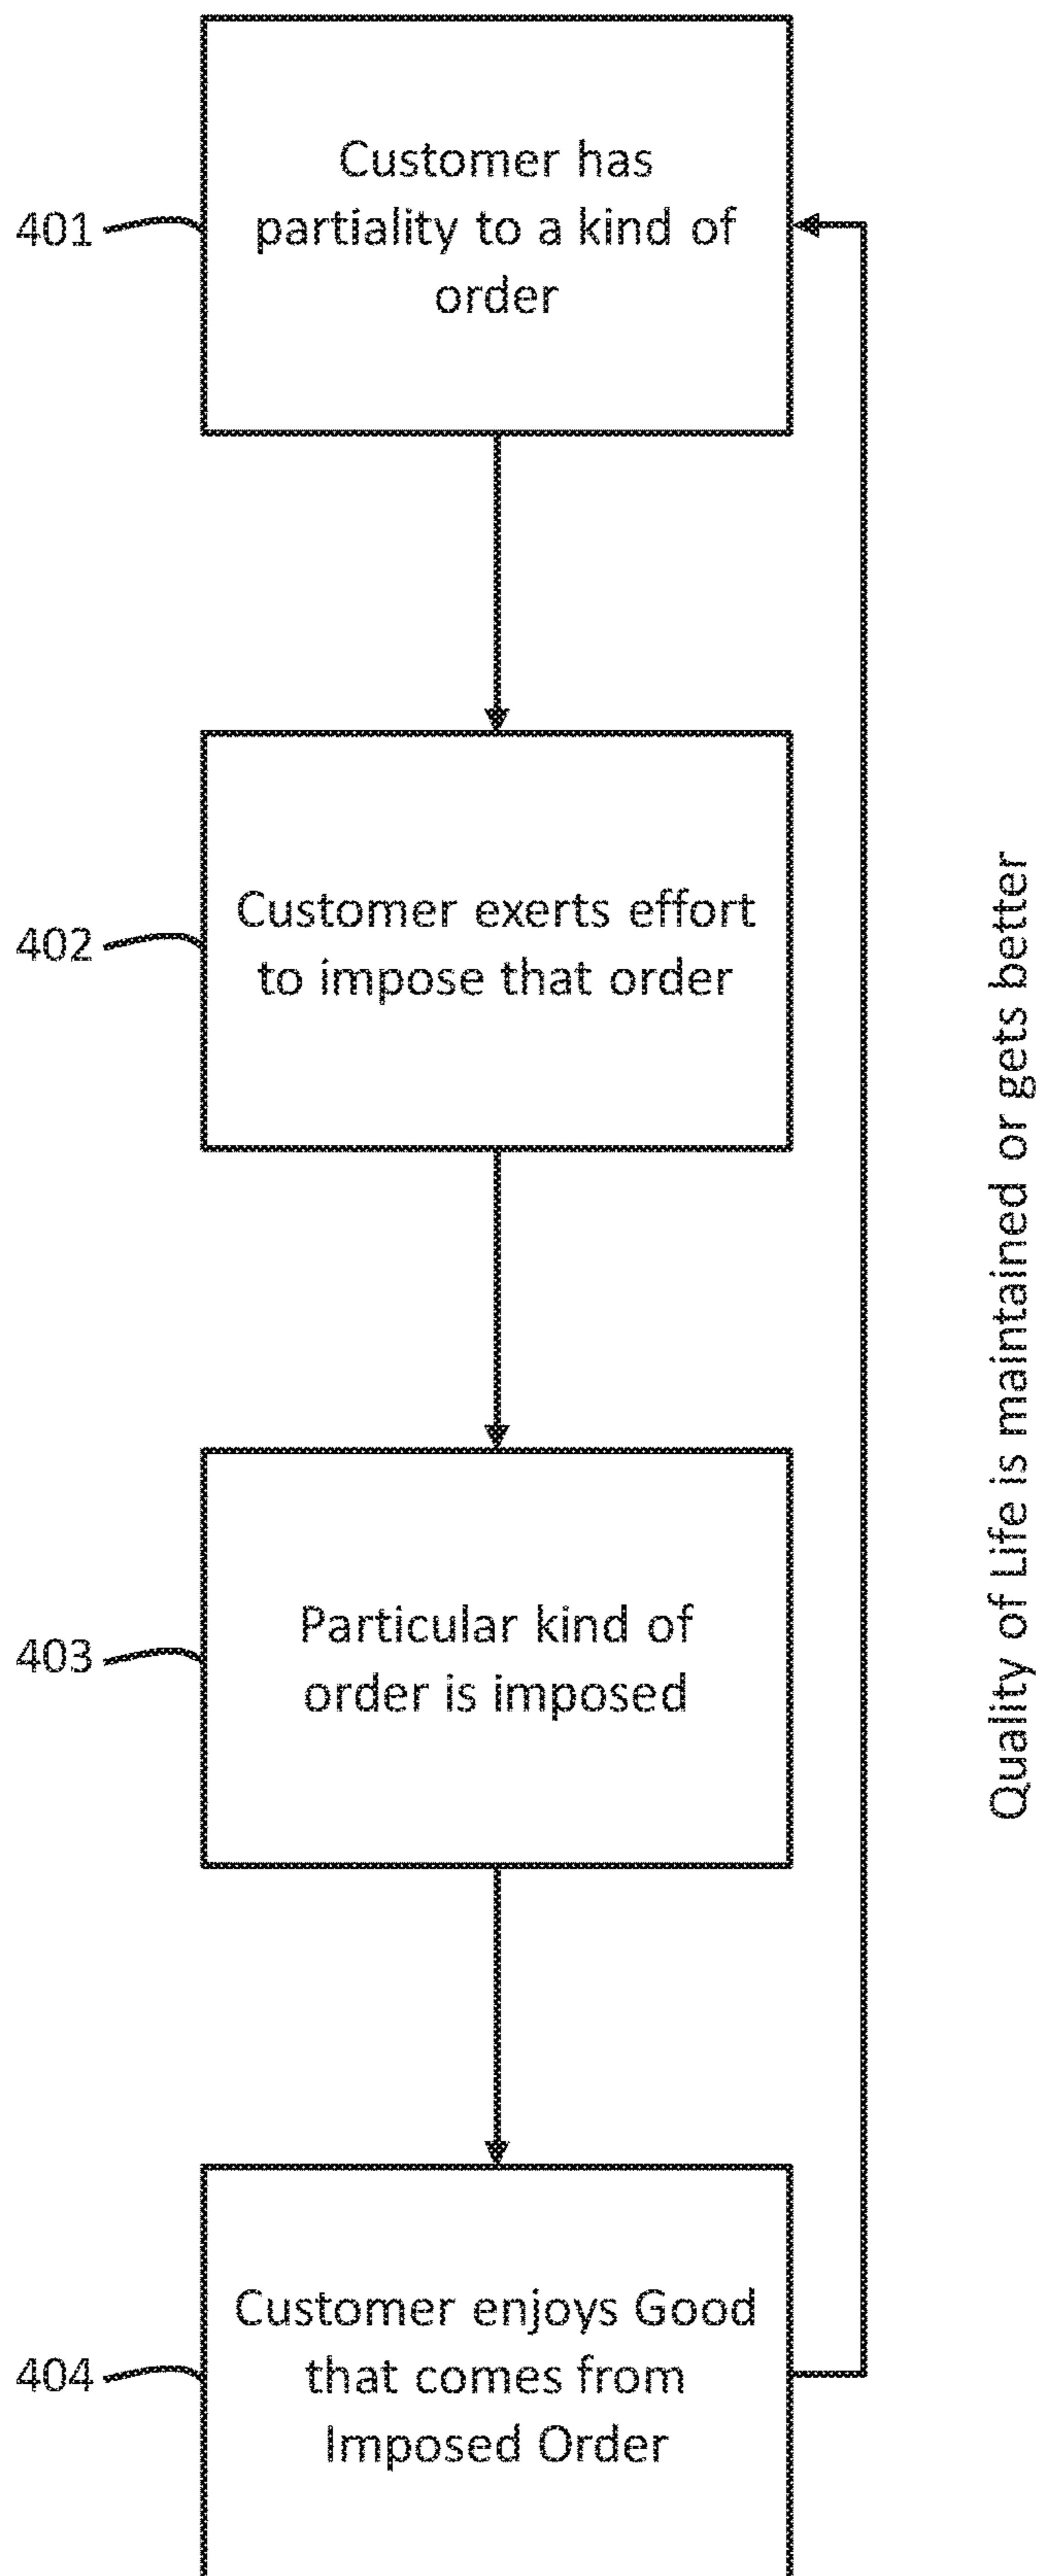 Customer has
partiality to a kind of
order
401
Customer exerts effort
to impose that order
402
Particular kind of
order is imposed
403
Customer enjoys Good
that comes from
Imposed Order
404
Quality of Life is maintained or gets better